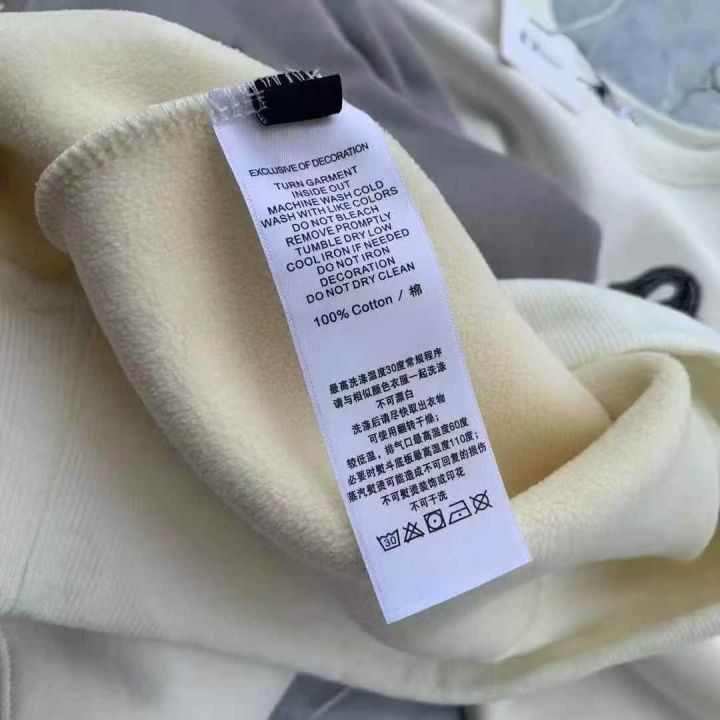 EXCLUSIVE OF DECORATION
TURN GARMENT
INSIDE OUT
MACHINE WASH COLD
WASH WITH LIKE COLORS
DO NOT BLEACH
REMOVE PROMPTLY
TUMBLE DRY LOW
COOL IRON IF NEEDED
DO NOT IRON
DECORATION
DO NOT DRY CLEAN
100% Cotton / 棉
最高洗涤温度30度常规程序
请与相似颜色衣服一起洗涤
不可漂白
洗涤后请尽快取出衣物
可使用翻转干燥；
较低温，排气口最高温度60度
必要时熨斗底板最高温度110度；
蒸汽熨烫可能造成不可回复的损伤
不可熨烫装饰或印花
不可干洗
30